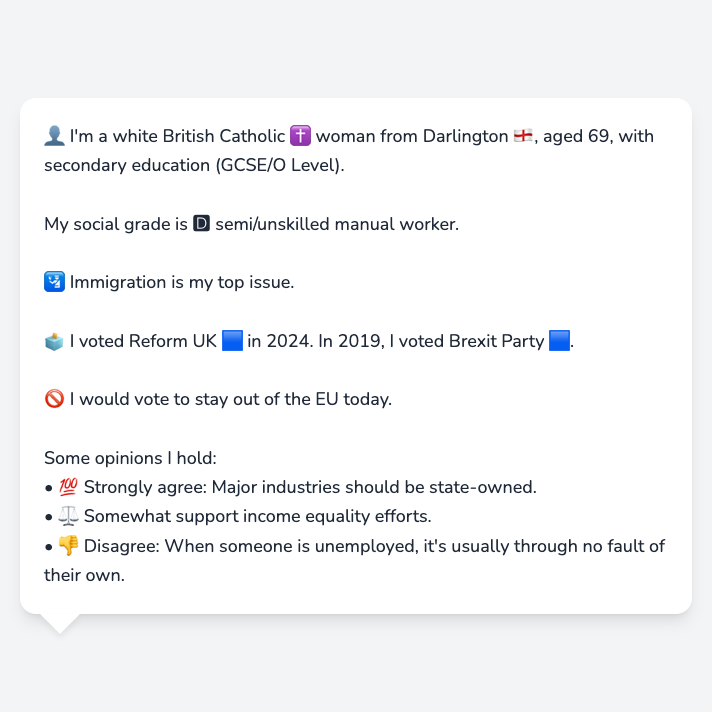 👤 I'm a white British Catholic ✝️ woman from Darlington 🏴󠁧󠁢󠁥󠁮󠁧󠁿, aged 69, with
secondary education (GCSE/O Level).
My social grade is 🅳 semi/unskilled manual worker.
🛂 Immigration is my top issue.
🗳️ I voted Reform UK 🟦 in 2024. In 2019, I voted Brexit Party 🟦.
🚫 I would vote to stay out of the EU today.
Some opinions I hold:
• 💯 Strongly agree: Major industries should be state-owned.
• ⚖️ Somewhat support income equality efforts.
• 👎 Disagree: When someone is unemployed, it's usually through no fault of
their own.